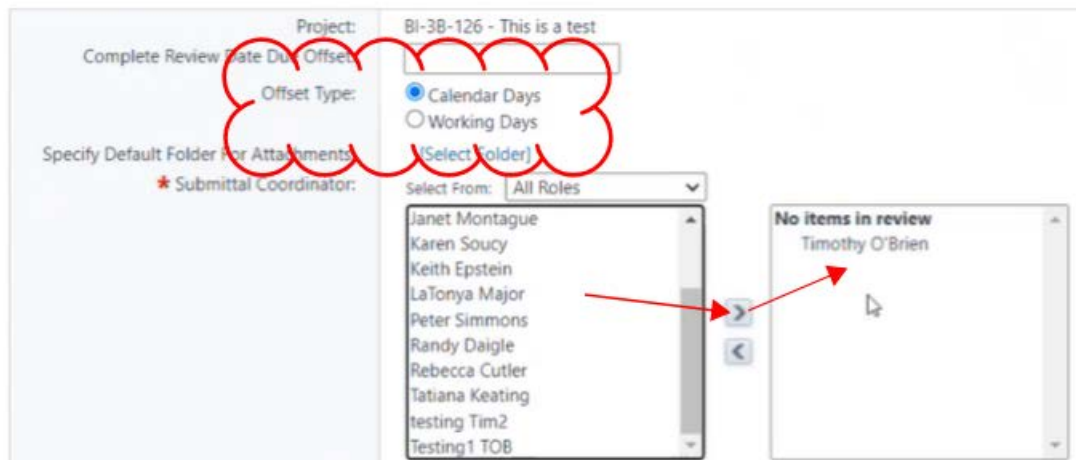 Project: BI-3B-126 - This is a test
Complete Review Date Due Offset:
Offset Type: Calendar Days
Working Days
Specify Default Folder For Attachments: [Select Folder]
* Submittal Coordinator: Select From: All Roles
Janet Montague
Karen Soucy
Keith Epstein
LaTonya Major
Peter Simmons
Randy Daigle
Rebecca Cutler
Tatiana Keating
testing Tim2
Testing1 TOB
No items in review
Timothy O'Brien